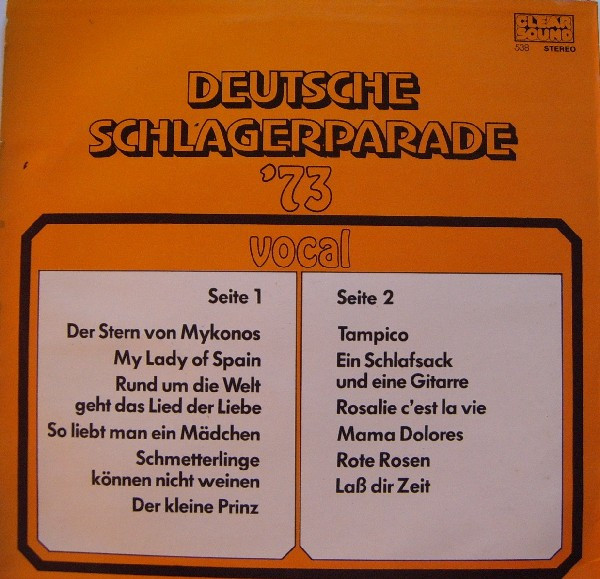 CLEAR
SOUND
538 STEREO
DEUTSCHE
SCHLAGERPARADE
'73
vocal
Seite 1
Der Stern von Mykonos
My Lady of Spain
Rund um die Welt
geht das Lied der Liebe
So liebt man ein Mädchen
Schmetterlinge
können nicht weinen
Der kleine Prinz
Seite 2
Tampico
Ein Schlafsack
und eine Gitarre
Rosalie c'est la vie
Mama Dolores
Rote Rosen
Laß dir Zeit